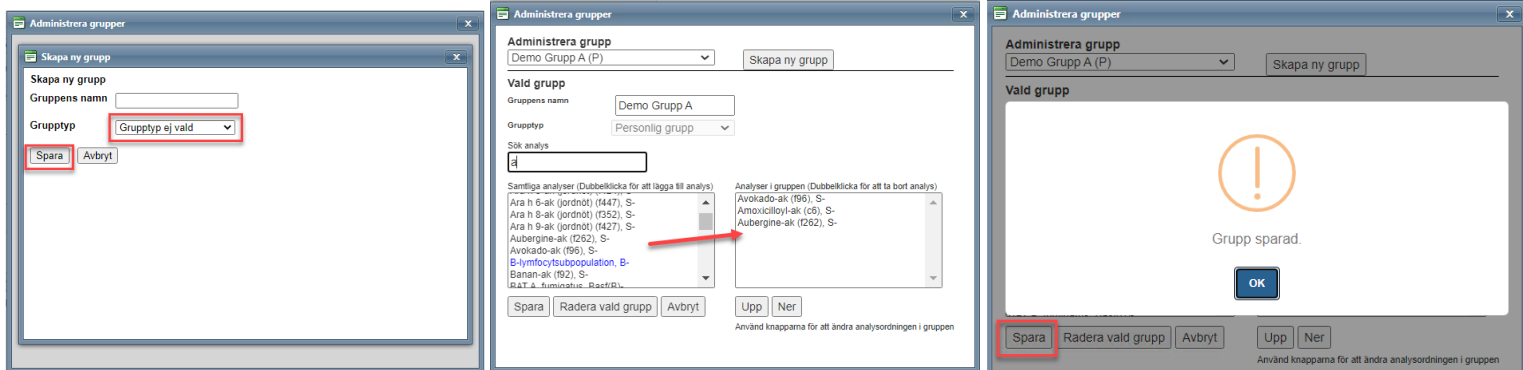 Administrera grupper
x
Skapa ny grupp
x
Skapa ny grupp
Gruppens namn
Grupptyp Grupptyp ej vald
Spara Avbryt
Administrera grupper
x
Administrera grupp
Demo Grupp A (P) Skapa ny grupp
Vald grupp
Gruppens namn Demo Grupp A
Grupptyp Personlig grupp
Sök analys
a
Samtliga analyser (Dubbelklicka för att lägga till analys)
Ara h 6-ak (jordnöt) (f447), S-
Ara h 8-ak (jordnöt) (f352), S-
Ara h 9-ak (jordnöt) (f427), S-
Aubergine-ak (f262), S-
Avokado-ak (f96), S-
B-lymfocytsubpopulation, B-
Banan-ak (f92), S-
BAT A. fumigatus, Basf(B)-
Analyser i gruppen (Dubbelklicka för att ta bort analys)
Avokado-ak (f96), S-
Amoxicilloyl-ak (c6), S-
Aubergine-ak (f262), S-
Spara Radera vald grupp Avbryt
Upp Ner
Använd knapparna för att ändra analysordningen i gruppen
Administrera grupper
x
Administrera grupp
Demo Grupp A (P) Skapa ny grupp
Vald grupp
Grupp sparad.
OK
Spara Radera vald grupp Avbryt
Upp Ner
Använd knapparna för att ändra analysordningen i gruppen